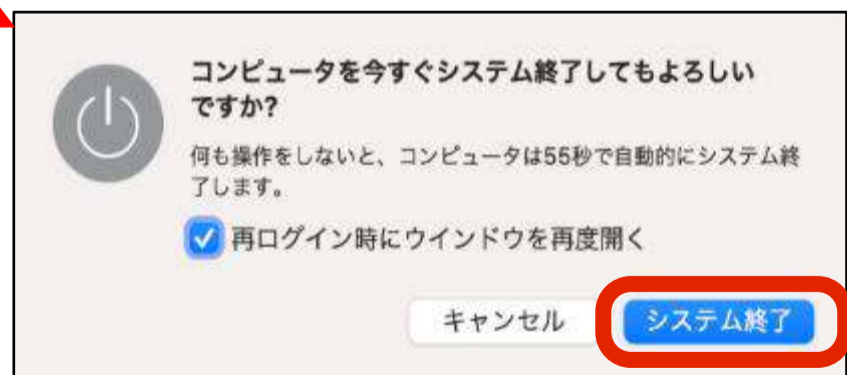 コンピュータを今すぐシステム終了してもよろしい
ですか?
何も操作をしないと、コンピュータは55秒で自動的にシステム終
了します。
再ログイン時にウインドウを再度開く
キャンセル システム終了